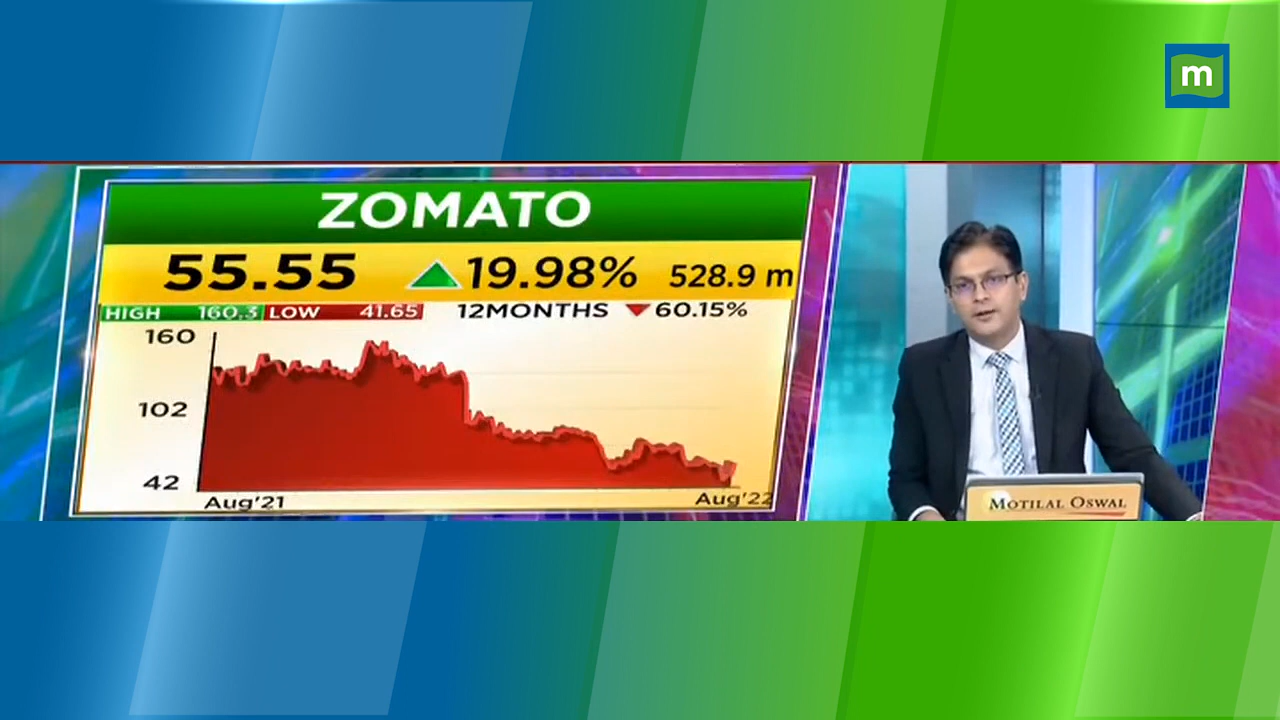 m
ZOMATO
55.55 ▲ 19.98% 528.9 m
HIGH 160.3 LOW 41.65 12MONTHS ▼ 60.15%
160
102
42
Aug'21 Aug'22
MOTILAL OSWAL